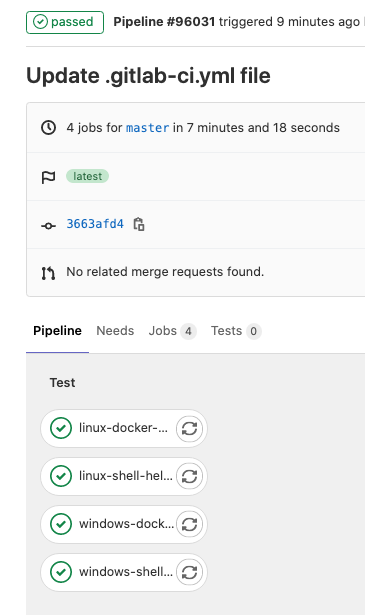 passed Pipeline #96031 triggered 9 minutes ago
Update .gitlab-ci.yml file
4 jobs for master in 7 minutes and 18 seconds
latest
3663afd4
No related merge requests found.
Pipeline Needs Jobs 4 Tests 0
Test
linux-docker-...
linux-shell-hel...
windows-dock...
windows-shell...